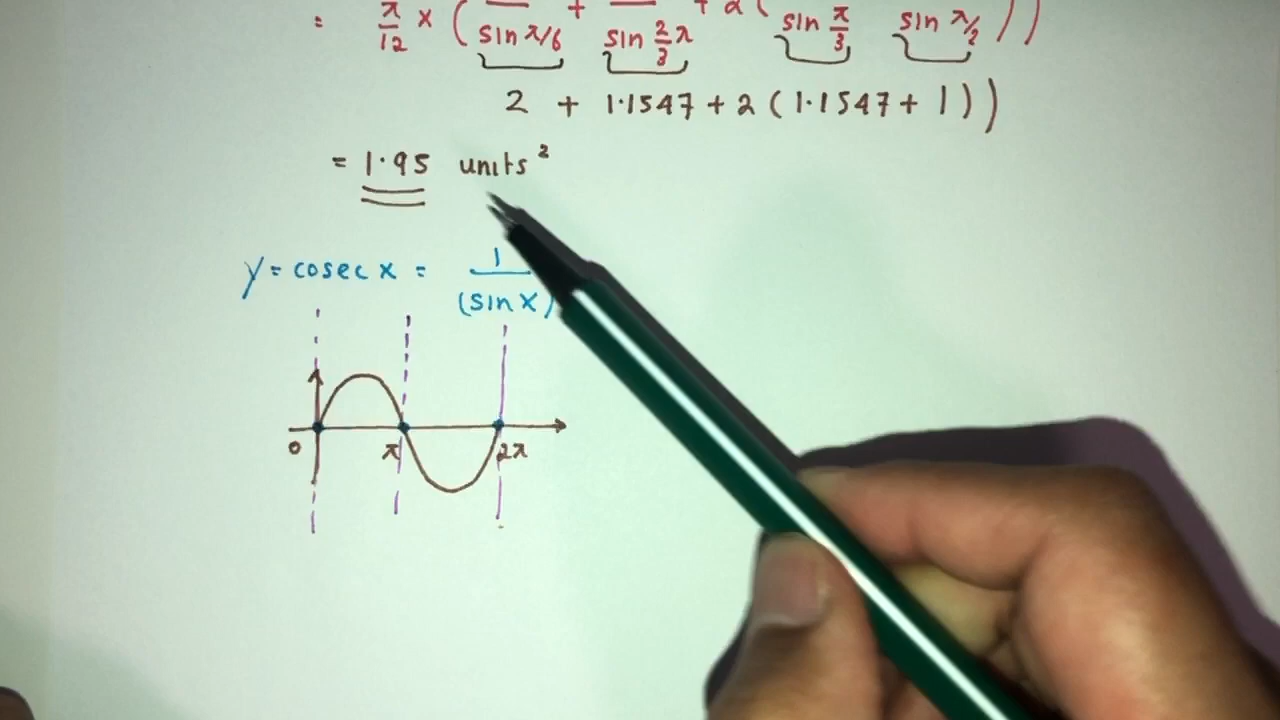 = π/12 × ( sin π/6 + sin 2/3 π + 2 ( sin π/3 sin π/2 ) )
2 + 1.1547 + 2 ( 1.1547 + 1 ) )
= 1.95 units²
y = cosec x = 1/(sin x)
0 π 2π